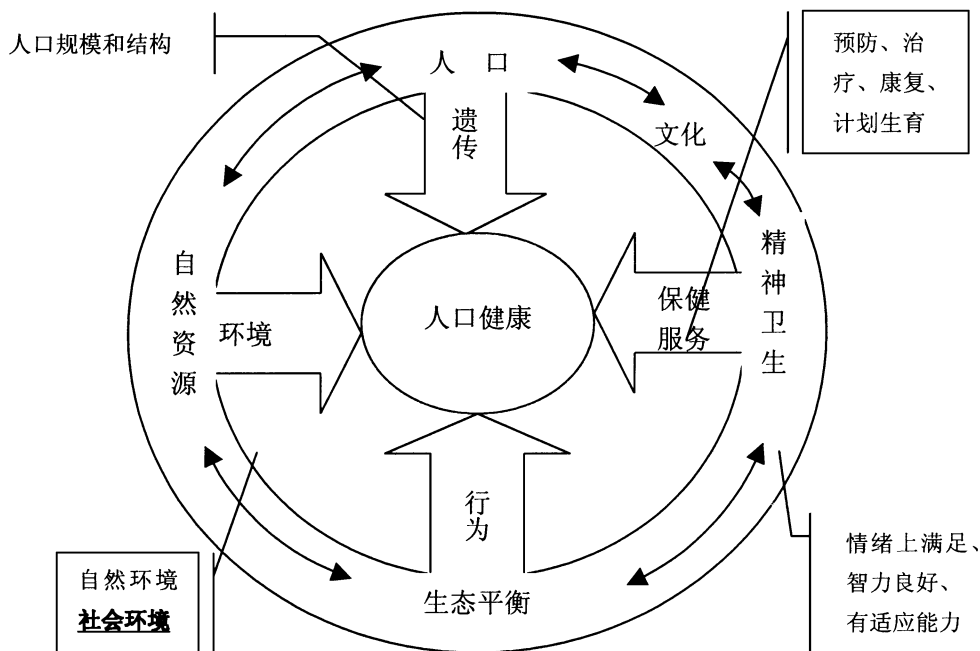 人口规模和结构
人 口
预防、治
疗、康复、
计划生育
遗
传
文化
精
神
卫
生
自
然
资
源
环境
人口健康
保健
服务
行
为
生态平衡
自然环境
社会环境
情绪上满足、
智力良好、
有适应能力